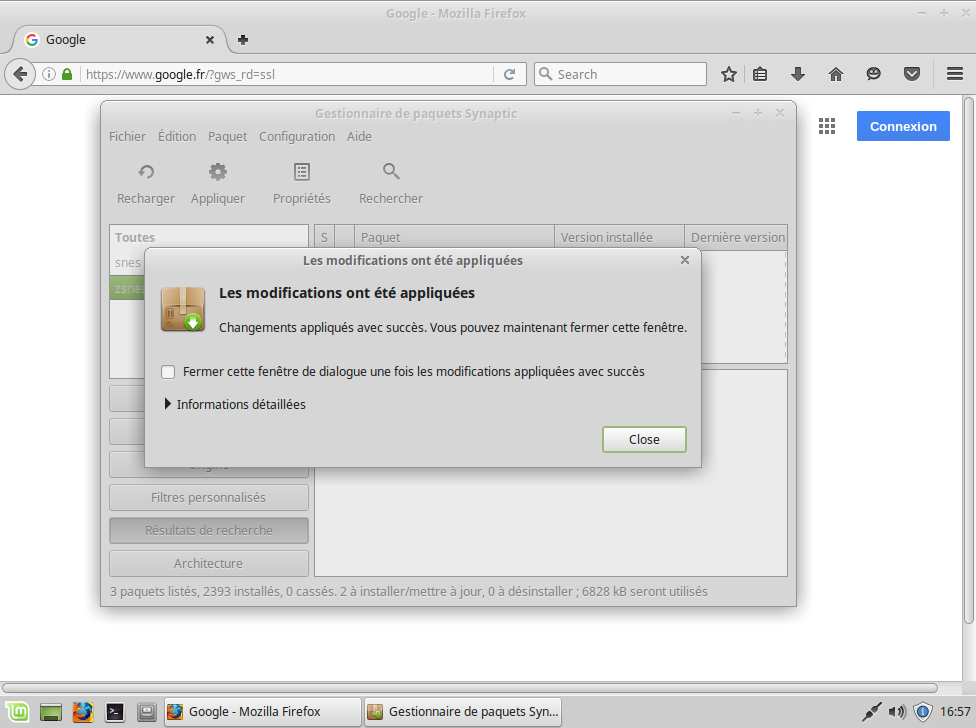 Google - Mozilla Firefox
Google
https://www.google.fr/?gws_rd=ssl
Search
Connexion
Gestionnaire de paquets Synaptic
Fichier Édition Paquet Configuration Aide
Recharger Appliquer Propriétés Rechercher
Toutes
S Paquet Version installée Dernière version
snes
zsnes
Les modifications ont été appliquées
Les modifications ont été appliquées
Changements appliqués avec succès. Vous pouvez maintenant fermer cette fenêtre.
Fermer cette fenêtre de dialogue une fois les modifications appliquées avec succès
Informations détaillées
Close
Origine
Filtres personnalisés
Résultats de recherche
Architecture
3 paquets listés, 2393 installés, 0 cassés. 2 à installer/mettre à jour, 0 à désinstaller ; 6828 kB seront utilisés
Google - Mozilla Firefox
Gestionnaire de paquets Syn...
16:57